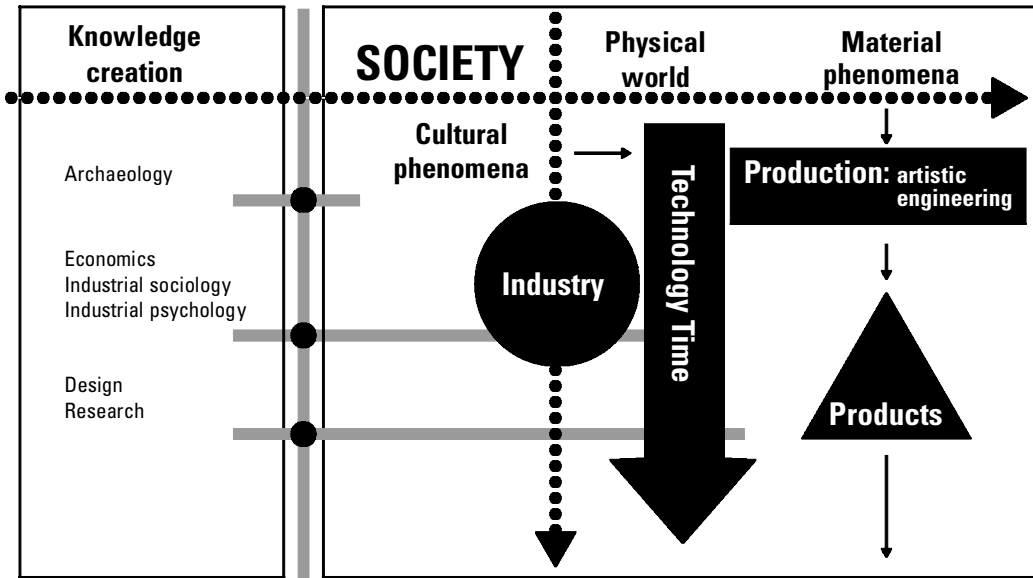 Knowledge
creation
SOCIETY
Physical
world
Material
phenomena
Cultural
phenomena
Archaeology
Economics
Industrial sociology
Industrial psychology
Design
Research
Industry
Technology Time
Production: artistic
engineering
Products